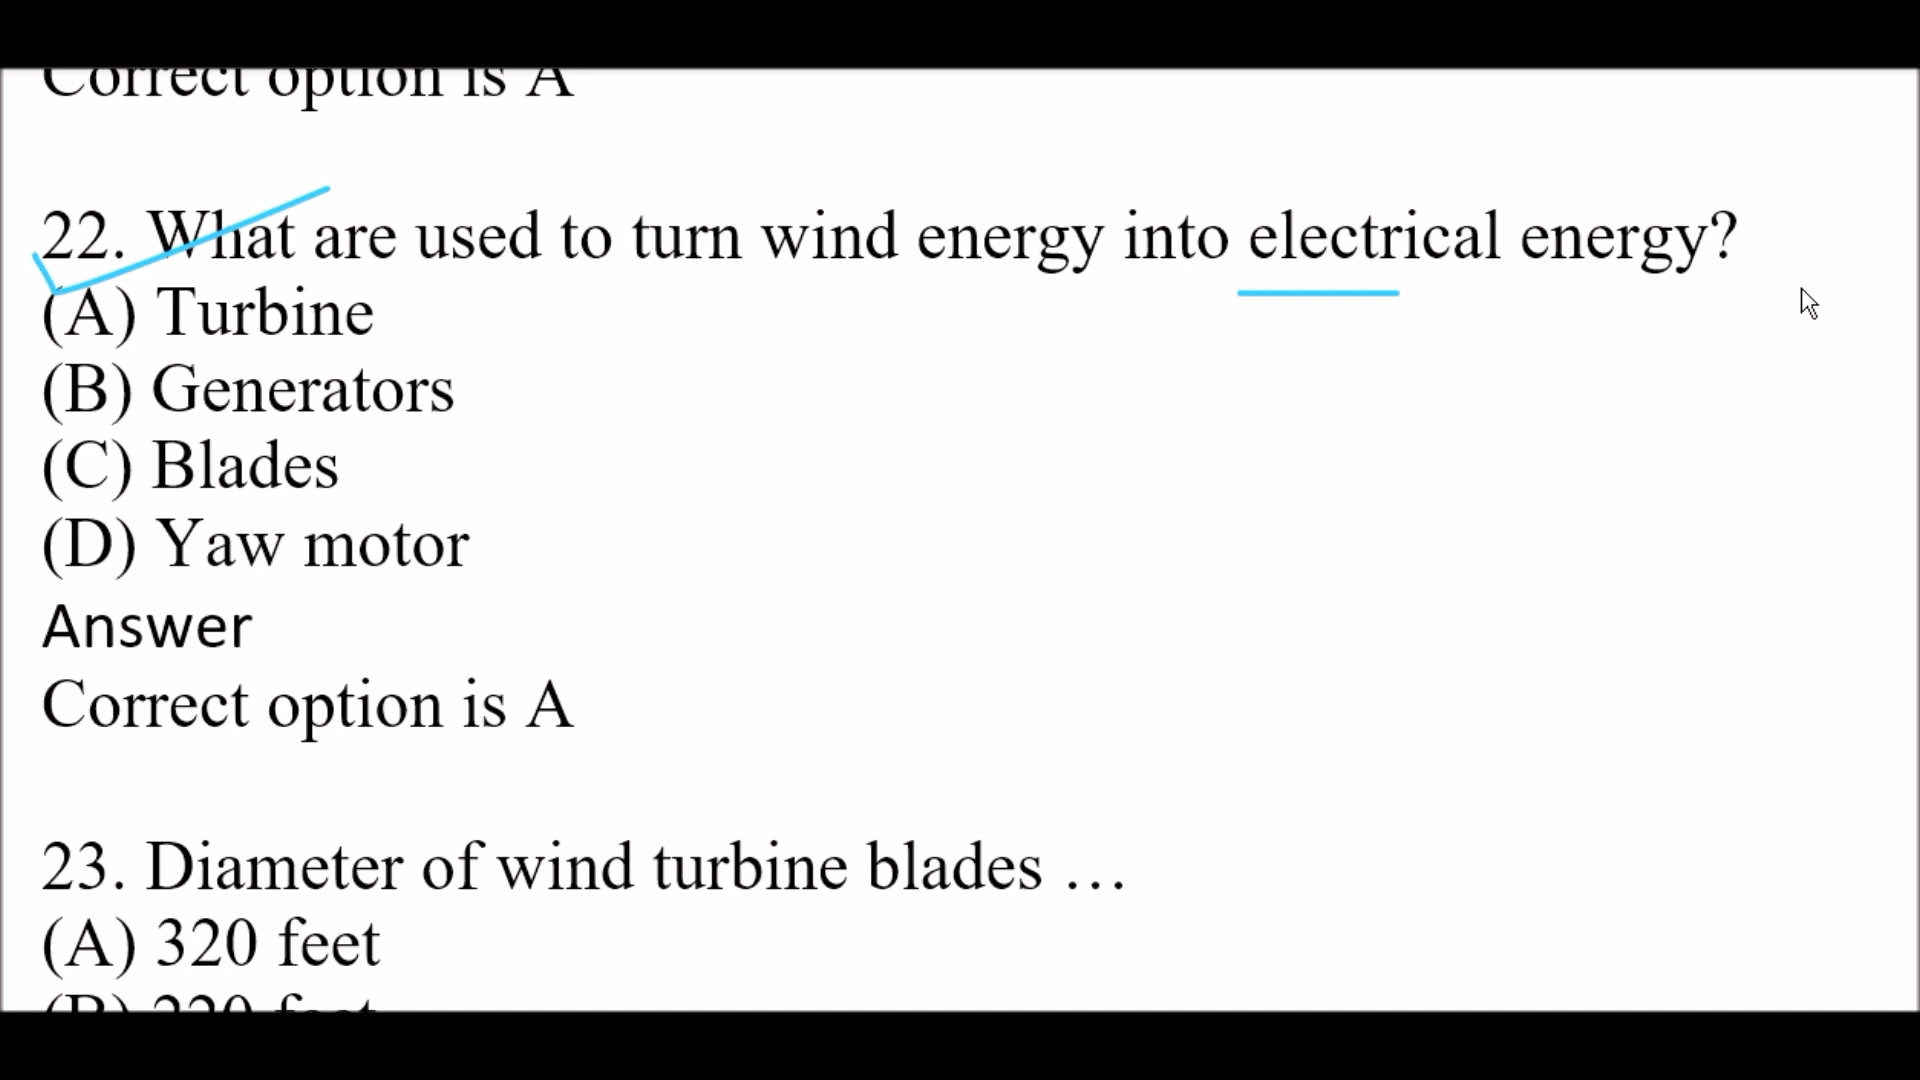 Correct option is A
22. What are used to turn wind energy into electrical energy?
(A) Turbine
(B) Generators
(C) Blades
(D) Yaw motor
Answer
Correct option is A
23. Diameter of wind turbine blades …
(A) 320 feet
(B) 220 feet